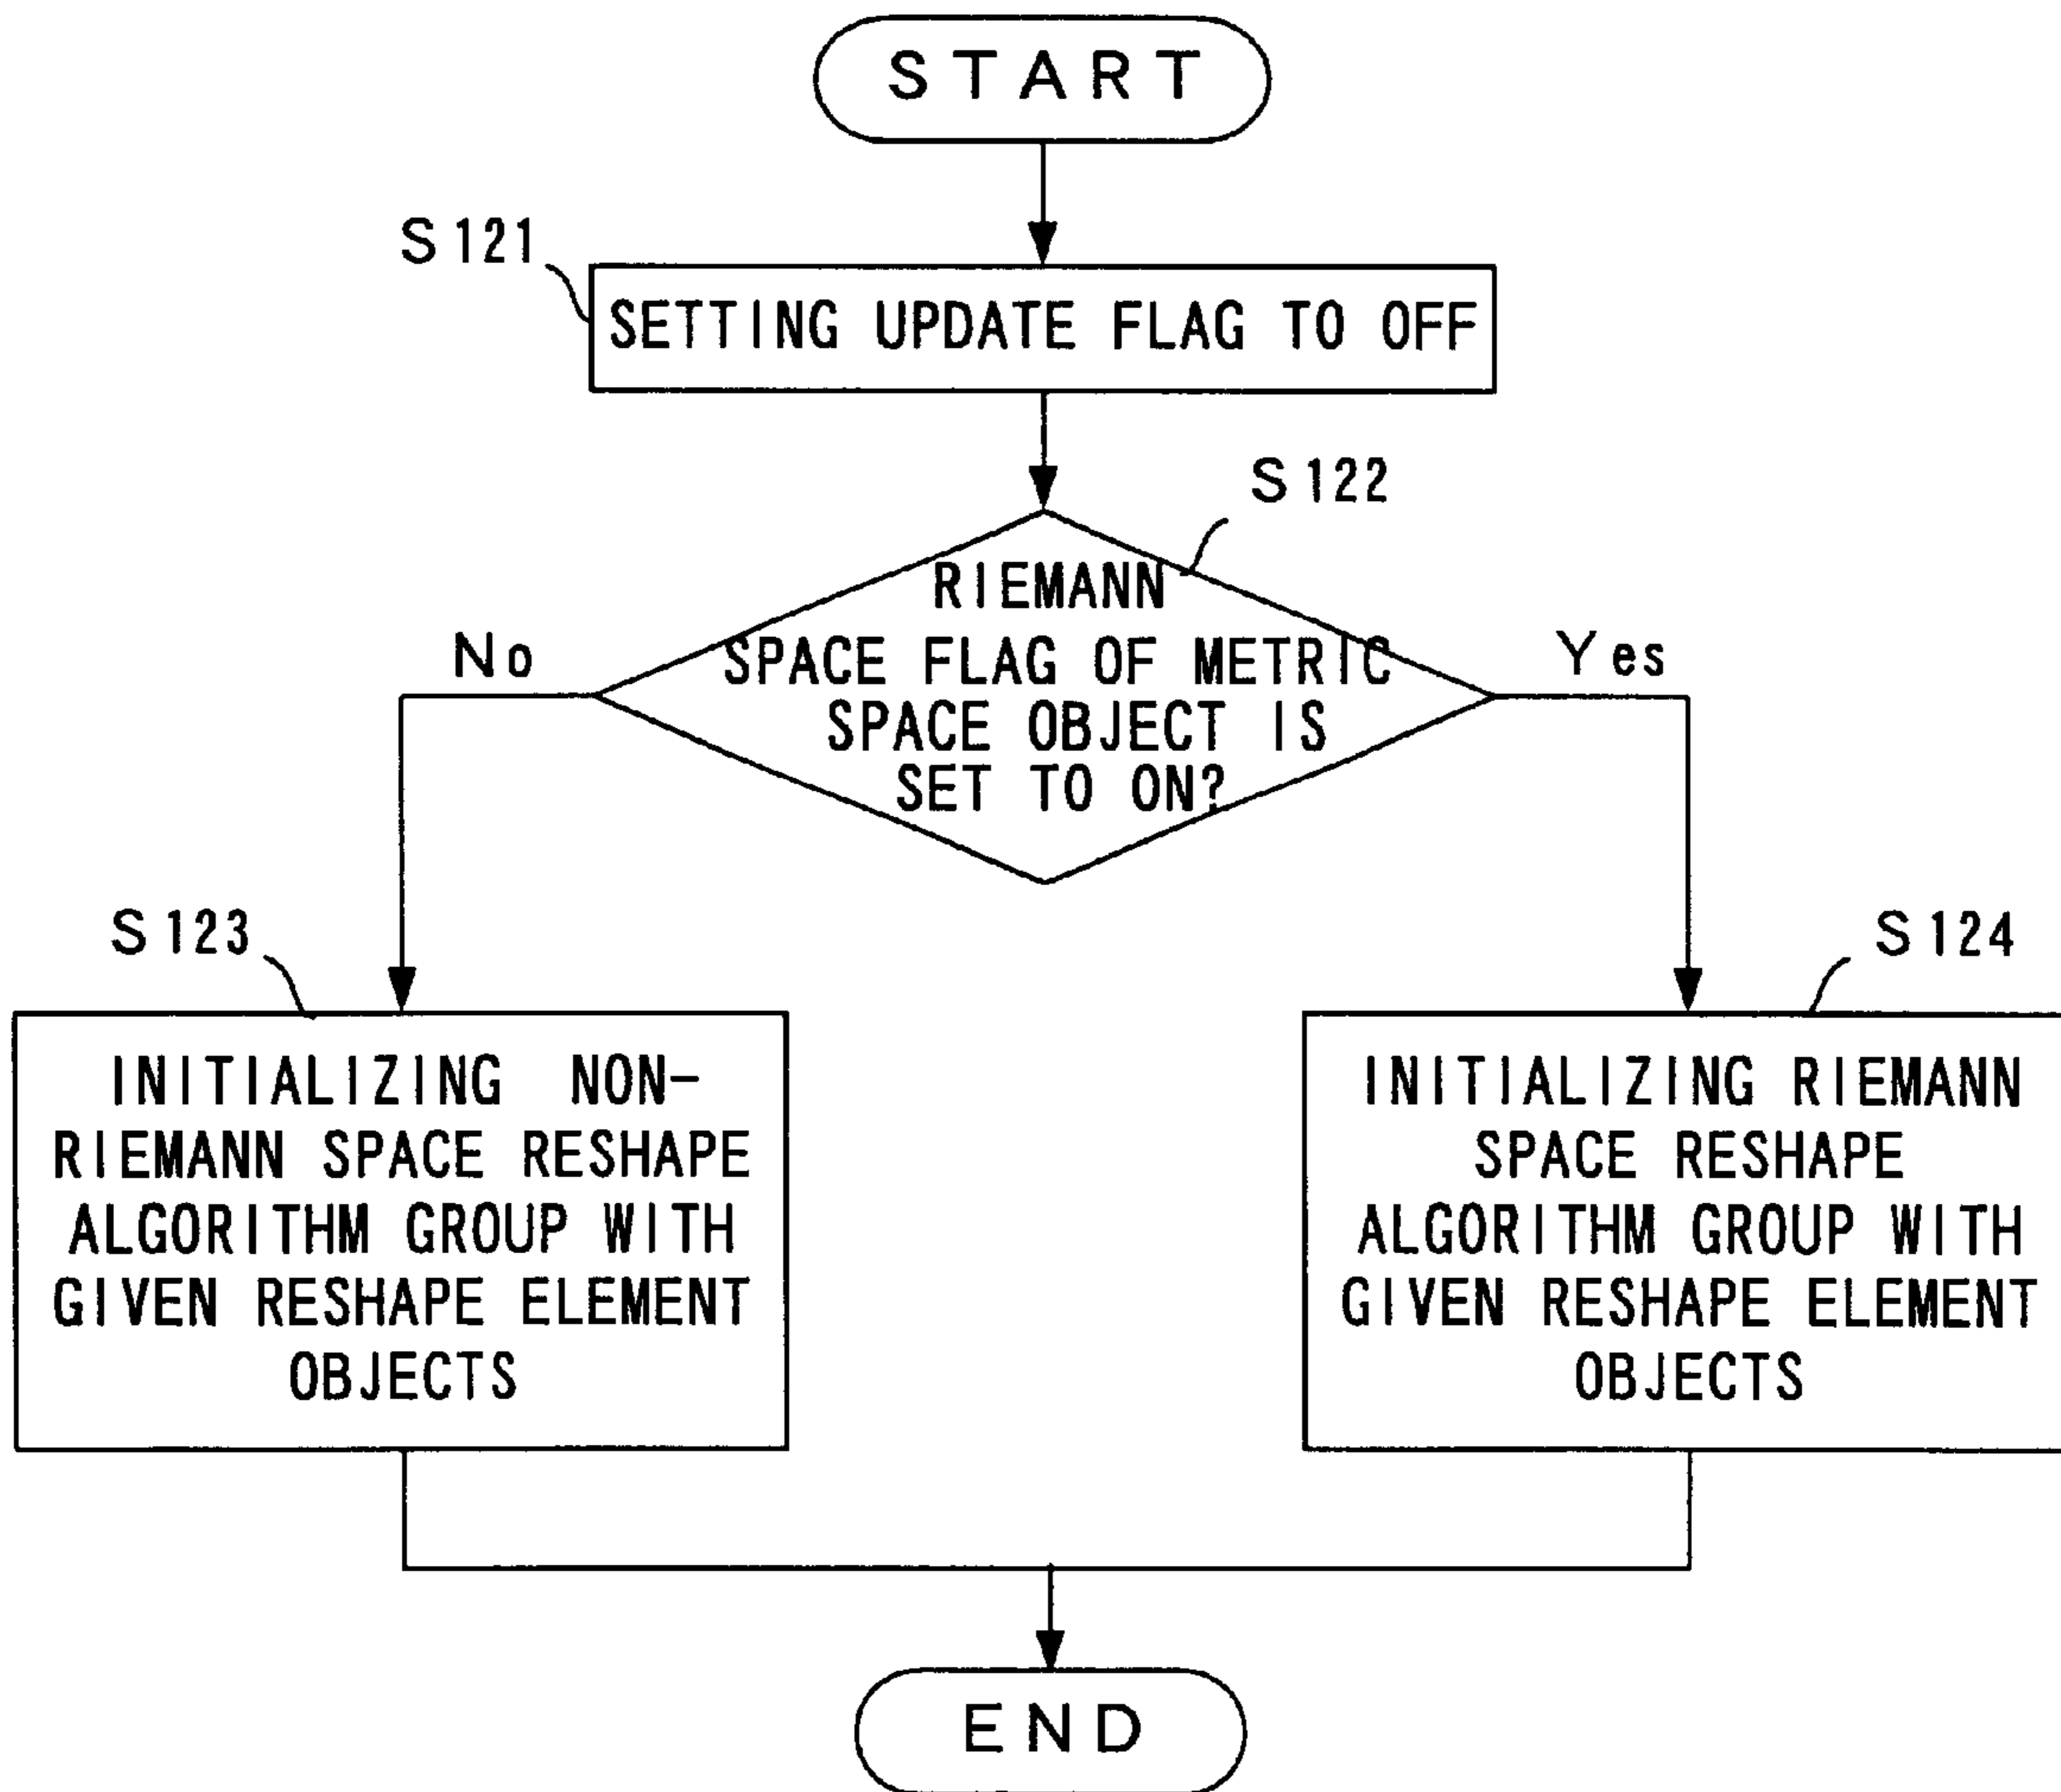 START
S121
SETTING UPDATE FLAG TO OFF
S122
RIEMANN
SPACE FLAG OF METRIC
SPACE OBJECT IS
SET TO ON?
No
Yes
S123
INITIALIZING NON-
RIEMANN SPACE RESHAPE
ALGORITHM GROUP WITH
GIVEN RESHAPE ELEMENT
OBJECTS
S124
INITIALIZING RIEMANN
SPACE RESHAPE
ALGORITHM GROUP WITH
GIVEN RESHAPE ELEMENT
OBJECTS
END